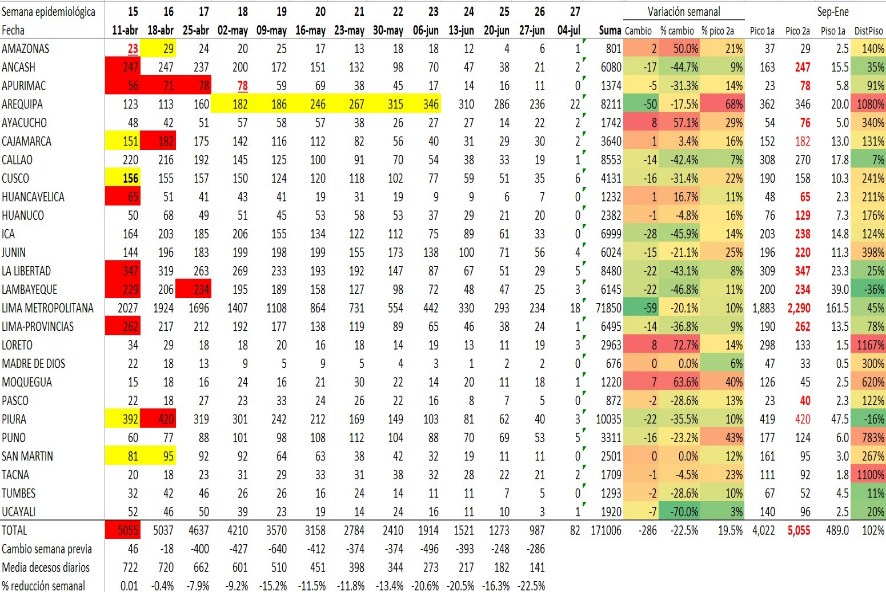 Semana epidemiológica 15 16 17 18 19 20 21 22 23 24 25 26 27 Variación semanal Sep-Ene
Fecha 11-abr 18-abr 25-abr 02-may 09-may 16-may 23-may 30-may 06-jun 13-jun 20-jun 27-jun 04-jul Suma Cambio % cambio % pico 2a Pico 1a Pico 2a Piso 1a DistPiso
AMAZONAS 23 29 24 20 25 17 13 18 18 12 4 6 1 801 2 50.0% 21% 37 29 2.5 140%
ANCASH 247 247 237 200 172 151 132 98 70 47 38 21 2 6080 -17 -44.7% 9% 163 247 15.5 35%
APURIMAC 56 71 78 78 59 69 38 45 17 14 16 11 0 1374 -5 -31.3% 14% 23 78 5.8 91%
AREQUIPA 123 113 160 182 186 246 267 315 346 310 286 236 22 8211 -50 -17.5% 68% 362 346 20.0 1080%
AYACUCHO 48 42 51 57 58 57 38 26 27 27 14 22 2 1742 8 57.1% 29% 54 76 5.0 340%
CAJAMARCA 151 182 175 142 116 112 82 56 40 31 29 30 2 3640 1 3.4% 16% 152 182 13.0 131%
CALLAO 220 216 192 145 125 100 91 70 54 38 33 19 1 8553 -14 -42.4% 7% 308 270 17.8 7%
CUSCO 156 155 157 150 124 120 118 102 77 59 51 35 6 4131 -16 -31.4% 22% 190 158 10.3 241%
HUANCAVELICA 65 51 41 43 41 19 31 19 9 9 6 7 0 1232 1 16.7% 11% 48 65 2.3 211%
HUANUCO 50 68 49 51 45 53 58 53 37 29 21 20 0 2382 -1 -4.8% 16% 76 129 7.3 176%
ICA 164 203 185 206 155 134 122 112 75 89 61 33 0 6999 -28 -45.9% 14% 203 238 14.8 124%
JUNIN 144 196 183 199 198 199 155 173 138 100 71 56 4 6024 -15 -21.1% 25% 196 220 11.3 398%
LA LIBERTAD 347 319 263 269 233 193 192 147 87 67 51 29 5 8480 -22 -43.1% 8% 309 347 23.3 25%
LAMBAYEQUE 229 206 234 195 189 158 127 98 72 48 47 25 3 6145 -22 -46.8% 11% 200 234 39.0 -36%
LIMA METROPOLITANA 2027 1924 1696 1407 1108 864 731 554 442 330 293 234 18 71850 -59 -20.1% 10% 1,883 2,290 161.5 45%
LIMA-PROVINCIAS 262 217 212 192 177 138 119 89 65 46 38 24 1 6495 -14 -36.8% 9% 190 262 13.5 78%
LORETO 34 29 18 18 20 16 18 14 19 13 11 19 3 2963 8 72.7% 14% 298 133 1.5 1167%
MADRE DE DIOS 22 18 13 9 5 9 5 4 3 1 2 2 0 676 0 0.0% 6% 47 33 0.5 300%
MOQUEGUA 15 18 16 24 16 21 30 22 14 20 11 18 1 1220 7 63.6% 40% 126 45 2.5 620%
PASCO 22 18 27 23 33 24 26 22 16 8 7 5 0 872 -2 -28.6% 13% 23 40 2.3 122%
PIURA 392 420 319 301 242 212 169 149 103 81 62 40 3 10035 -22 -35.5% 10% 419 420 47.5 -16%
PUNO 60 77 88 101 98 108 112 104 88 70 69 53 5 3311 -16 -23.2% 43% 177 124 6.0 783%
SAN MARTIN 81 95 92 92 64 63 38 42 32 19 11 11 0 2501 0 0.0% 12% 161 95 3.0 267%
TACNA 20 18 23 31 29 33 31 38 32 28 22 21 2 1709 -1 -4.5% 23% 111 92 1.8 1100%
TUMBES 32 42 46 26 26 16 24 14 11 11 7 5 0 1293 -2 -28.6% 10% 67 52 4.5 11%
UCAYALI 52 46 50 39 23 19 14 24 16 11 10 3 1 1920 -7 -70.0% 3% 140 96 2.5 20%
TOTAL 5055 5037 4637 4210 3570 3158 2784 2410 1914 1521 1273 987 82 171006 -286 -22.5% 19.5% 4,022 5,055 489.0 102%
Cambio semana previa 46 -18 -400 -427 -640 -412 -374 -374 -496 -393 -248 -286
Media decesos diarios 722 720 662 601 510 451 398 344 273 217 182 141
% reducción semanal 0.01 -0.4% -7.9% -9.2% -15.2% -11.5% -11.8% -13.4% -20.6% -20.5% -16.3% -22.5%